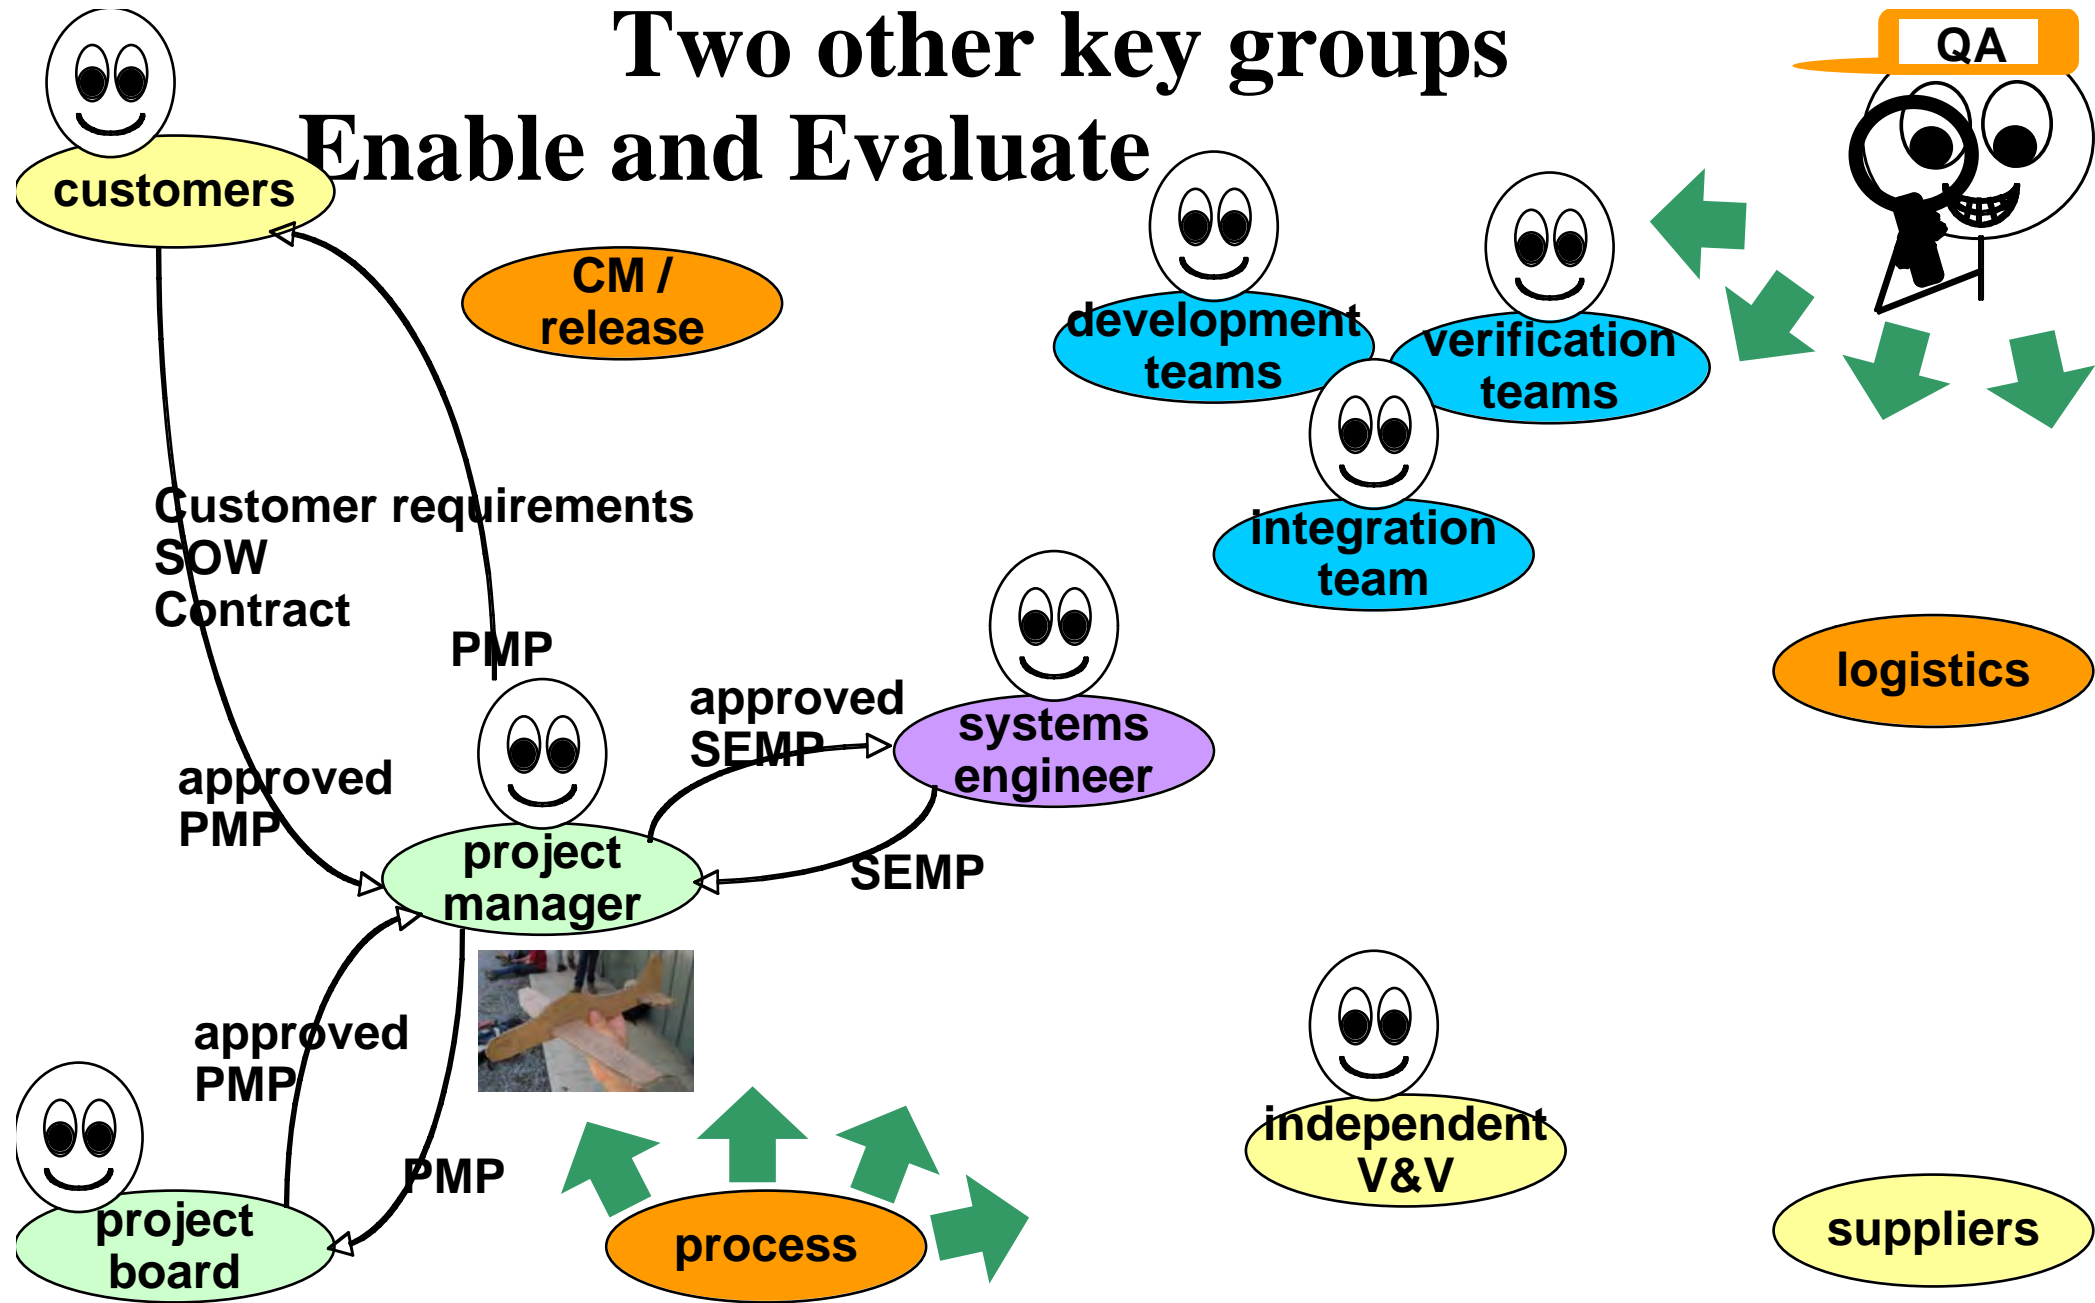 Two other key groups
Enable and Evaluate
QA
customers
CM /
release
development
teams
verification
teams
integration
team
Customer requirements
SOW
Contract
PMP
approved
SEMP
systems
engineer
logistics
approved
PMP
project
manager
SEMP
approved
PMP
PMP
independent
V&V
project
board
process
suppliers